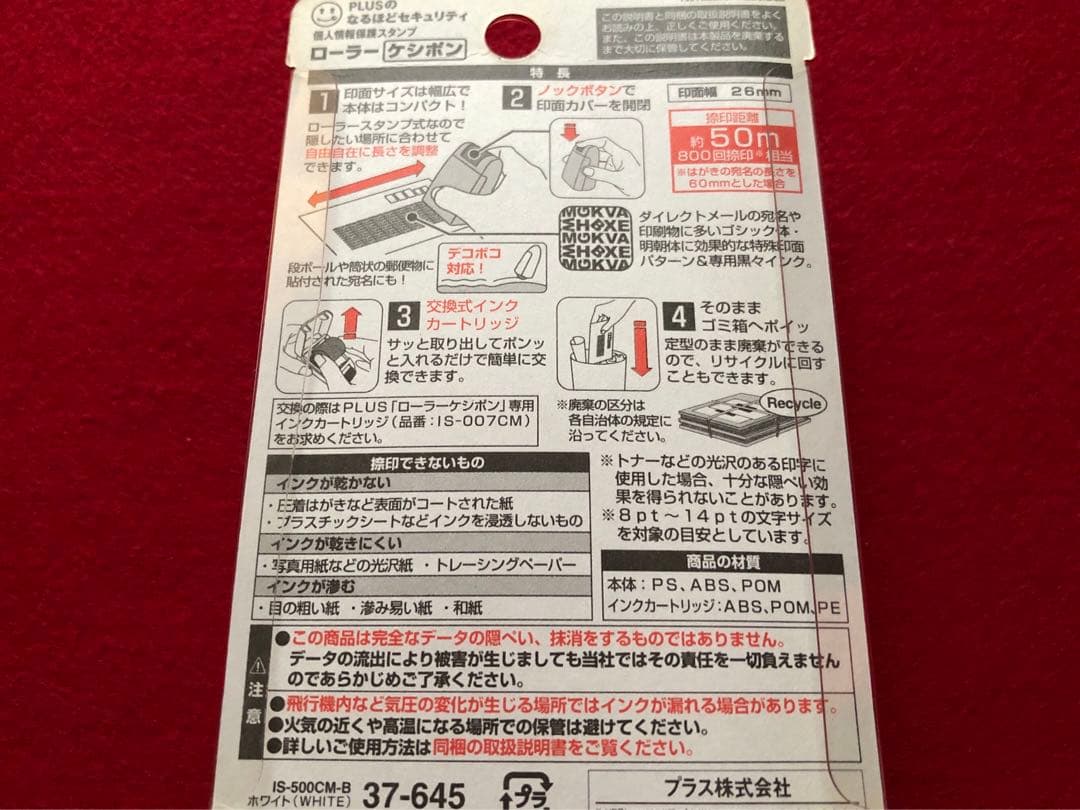 PLUSの
なるほどセキュリティ
個人情報保護スタンプ
ローラーケシポン
この説明書と同梱の取扱説明書をよく
お読みの上、正しくご使用ください。
また、この説明書は本製品を廃棄する
まで大切に保管してください。
特長
1 印面サイズは幅広で
本体はコンパクト!
ローラースタンプ式なので
隠したい場所に合わせて
自由自在に長さを調整
できます。
2 ノックボタンで
印面カバーを開閉
印面幅 26mm
捺印距離
約50m
800回捺印※相当
※はがきの宛名の長さを
60mmとした場合
MGKVA
WHOXE
MGKVA
WHOXE
MGKVA
ダイレクトメールの宛名や
印刷物に多いゴシック体・
明朝体に効果的な特殊印面
パターン&専用黒々インク。
デコボコ
対応!
段ボールや筒状の郵便物に
貼付された宛名にも!
3 交換式インク
カートリッジ
サッと取り出してポンッ
と入れるだけで簡単に交
換できます。
4 そのまま
ゴミ箱へポイッ
定型のまま廃棄ができる
ので、リサイクルに回す
こともできます。
Recycle
交換の際はPLUS「ローラーケシポン」専用
インクカートリッジ(品番:IS-007CM)
をお求めください。
※廃棄の区分は
各自治体の規定に
沿ってください。
捺印できないもの
インクが乾かない
・圧着はがきなど表面がコートされた紙
・プラスチックシートなどインクを浸透しないもの
インクが乾きにくい
・写真用紙などの光沢紙 ・トレーシングペーパー
インクが滲む
・目の粗い紙 ・滲み易い紙 ・和紙
※トナーなどの光沢のある印字に
使用した場合、十分な隠ぺい効
果を得られないことがあります。
※8pt~14ptの文字サイズ
を対象の目安としています。
商品の材質
本体:PS、ABS、POM
インクカートリッジ:ABS、POM、PE
注意
●この商品は完全なデータの隠ぺい、抹消をするものではありません。
データの流出により被害が生じましても当社ではその責任を一切負えません
のであらかじめご了承ください。
●飛行機内など気圧の変化が生じる場所ではインクが漏れる場合があります。
●火気の近くや高温になる場所での保管は避けてください。
●詳しいご使用方法は同梱の取扱説明書をご覧ください。
IS-500CM-B
ホワイト(WHITE) 37-645
プラ
プラス株式会社